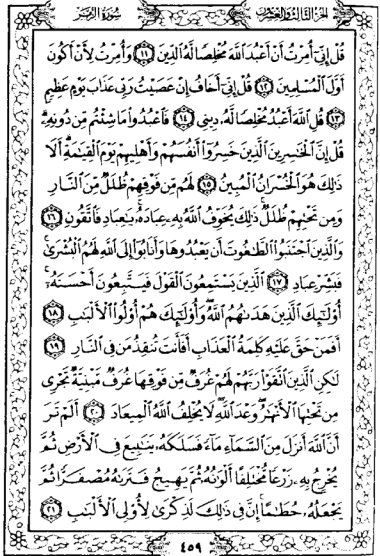 الجزء الثالث والعشرون سورة الزمر
قُلْ إِنِّىٓ أُمِرْتُ أَنْ أَعْبُدَ ٱللَّهَ مُخْلِصًا لَّهُ ٱلدِّينَ ١١ وَأُمِرْتُ لِأَنْ أَكُونَ
أَوَّلَ ٱلْمُسْلِمِينَ ١٢ قُلْ إِنِّىٓ أَخَافُ إِنْ عَصَيْتُ رَبِّى عَذَابَ يَوْمٍ عَظِيمٍ
١٣ قُلِ ٱللَّهَ أَعْبُدُ مُخْلِصًا لَّهُۥ دِينِى ١٤ فَٱعْبُدُوا۟ مَا شِئْتُم مِّن دُونِهِۦ
قُلْ إِنَّ ٱلْخَٰسِرِينَ ٱلَّذِينَ خَسِرُوٓا۟ أَنفُسَهُمْ وَأَهْلِيهِمْ يَوْمَ ٱلْقِيَٰمَةِ أَلَا
ذَٰلِكَ هُوَ ٱلْخُسْرَانُ ٱلْمُبِينُ ١٥ لَهُم مِّن فَوْقِهِمْ ظُلَلٌ مِّنَ ٱلنَّارِ
وَمِن تَحْتِهِمْ ظُلَلٌ ذَٰلِكَ يُخَوِّفُ ٱللَّهُ بِهِۦ عِبَادَهُۥ يَٰعِبَادِ فَٱتَّقُونِ ١٦
وَٱلَّذِينَ ٱجْتَنَبُوا۟ ٱلطَّٰغُوتَ أَن يَعْبُدُوهَا وَأَنَابُوٓا۟ إِلَى ٱللَّهِ لَهُمُ ٱلْبُشْرَىٰ
فَبَشِّرْ عِبَادِ ١٧ ٱلَّذِينَ يَسْتَمِعُونَ ٱلْقَوْلَ فَيَتَّبِعُونَ أَحْسَنَهُۥٓ
أُو۟لَٰٓئِكَ ٱلَّذِينَ هَدَىٰهُمُ ٱللَّهُ وَأُو۟لَٰٓئِكَ هُمْ أُو۟لُوا۟ ٱلْأَلْبَٰبِ ١٨
أَفَمَنْ حَقَّ عَلَيْهِ كَلِمَةُ ٱلْعَذَابِ أَفَأَنتَ تُنقِذُ مَن فِى ٱلنَّارِ ١٩
لَٰكِنِ ٱلَّذِينَ ٱتَّقَوْا۟ رَبَّهُمْ لَهُمْ غُرَفٌ مِّن فَوْقِهَا غُرَفٌ مَّبْنِيَّةٌ تَجْرِى
مِن تَحْتِهَا ٱلْأَنْهَٰرُ وَعْدَ ٱللَّهِ لَا يُخْلِفُ ٱللَّهُ ٱلْمِيعَادَ ٢٠ أَلَمْ تَرَ
أَنَّ ٱللَّهَ أَنزَلَ مِنَ ٱلسَّمَآءِ مَآءً فَسَلَكَهُۥ يَنَٰبِيعَ فِى ٱلْأَرْضِ ثُمَّ
يُخْرِجُ بِهِۦ زَرْعًا مُّخْتَلِفًا أَلْوَٰنُهُۥ ثُمَّ يَهِيجُ فَتَرَىٰهُ مُصْفَرًّا ثُمَّ
يَجْعَلُهُۥ حُطَٰمًا إِنَّ فِى ذَٰلِكَ لَذِكْرَىٰ لِأُو۟لِى ٱلْأَلْبَٰبِ ٢١
٤٥٩